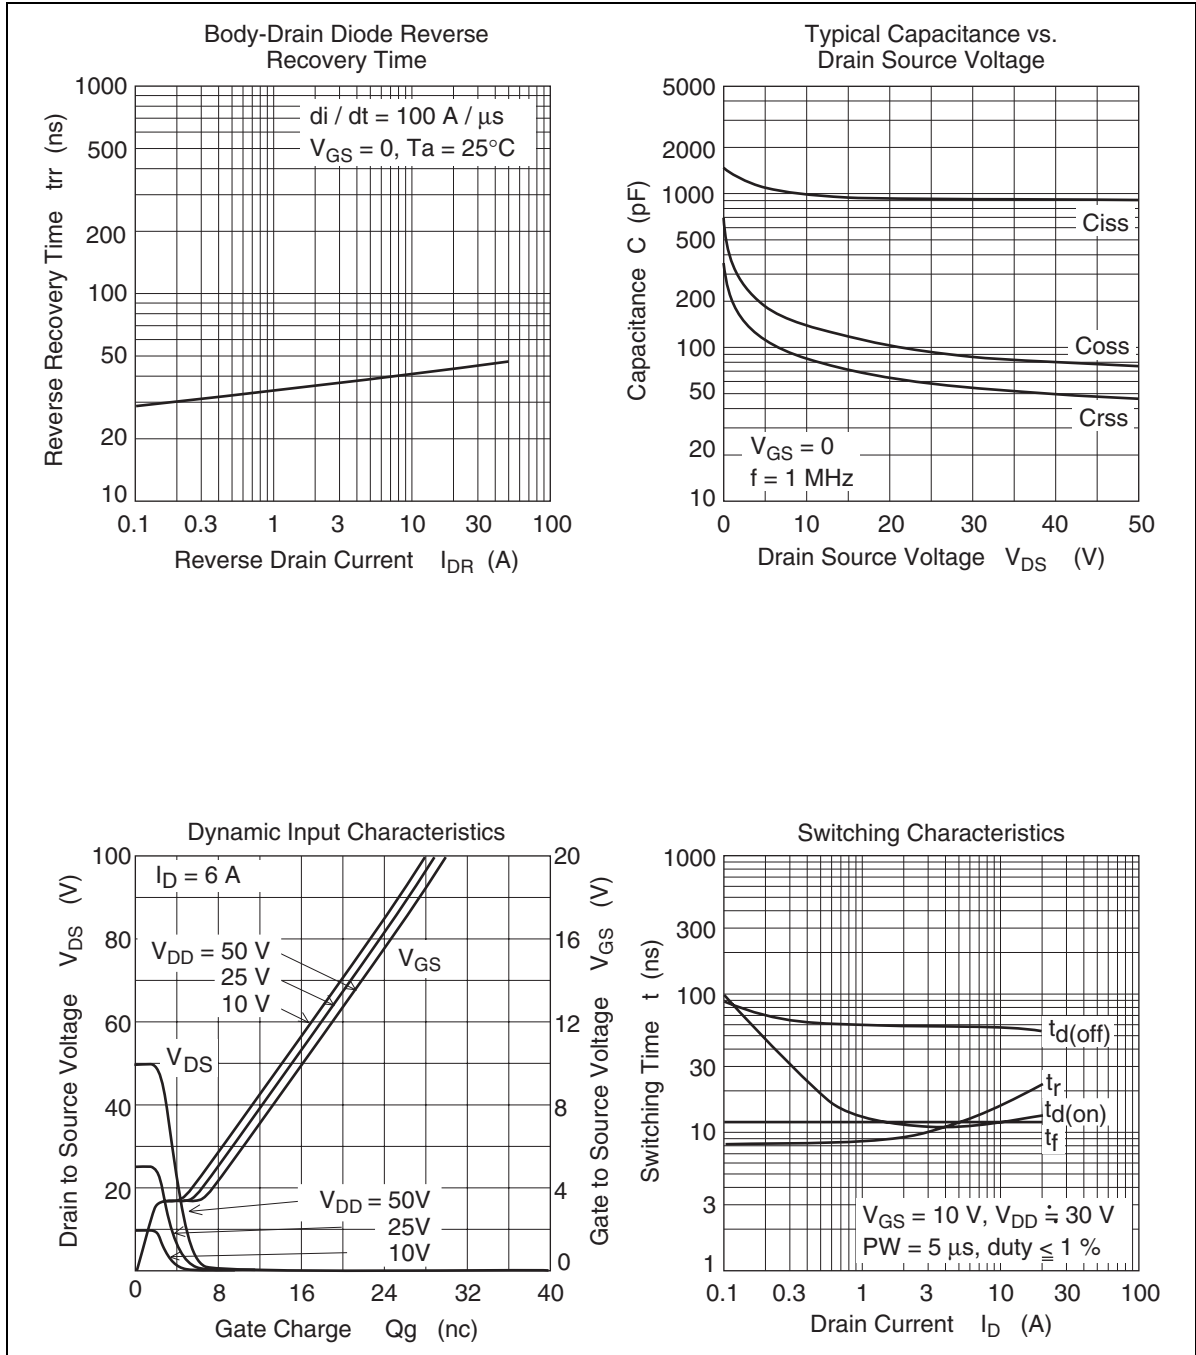 Body-Drain Diode Reverse
Recovery Time
1000
500
200
100
50
20
10
Reverse Recovery Time trr (ns)
di / dt = 100 A / μs
VGS = 0, Ta = 25°C
0.1 0.3 1 3 10 30 100
Reverse Drain Current IDR (A)
Typical Capacitance vs.
Drain Source Voltage
5000
2000
1000
500
200
100
50
20
10
Capacitance C (pF)
Ciss
Coss
Crss
VGS = 0
f = 1 MHz
0 10 20 30 40 50
Drain Source Voltage VDS (V)
Dynamic Input Characteristics
100
80
60
40
20
Drain to Source Voltage VDS (V)
ID = 6 A
VDD = 50 V
25 V
10 V
VGS
VDS
VDD = 50V
25V
10V
20
16
12
8
4
0
Gate to Source Voltage VGS (V)
0 8 16 24 32 40
Gate Charge Qg (nc)
Switching Characteristics
1000
300
100
30
10
3
1
Switching Time t (ns)
td(off)
tr
td(on)
tf
VGS = 10 V, VDD ≒ 30 V
PW = 5 μs, duty ≦ 1 %
0.1 0.3 1 3 10 30 100
Drain Current ID (A)